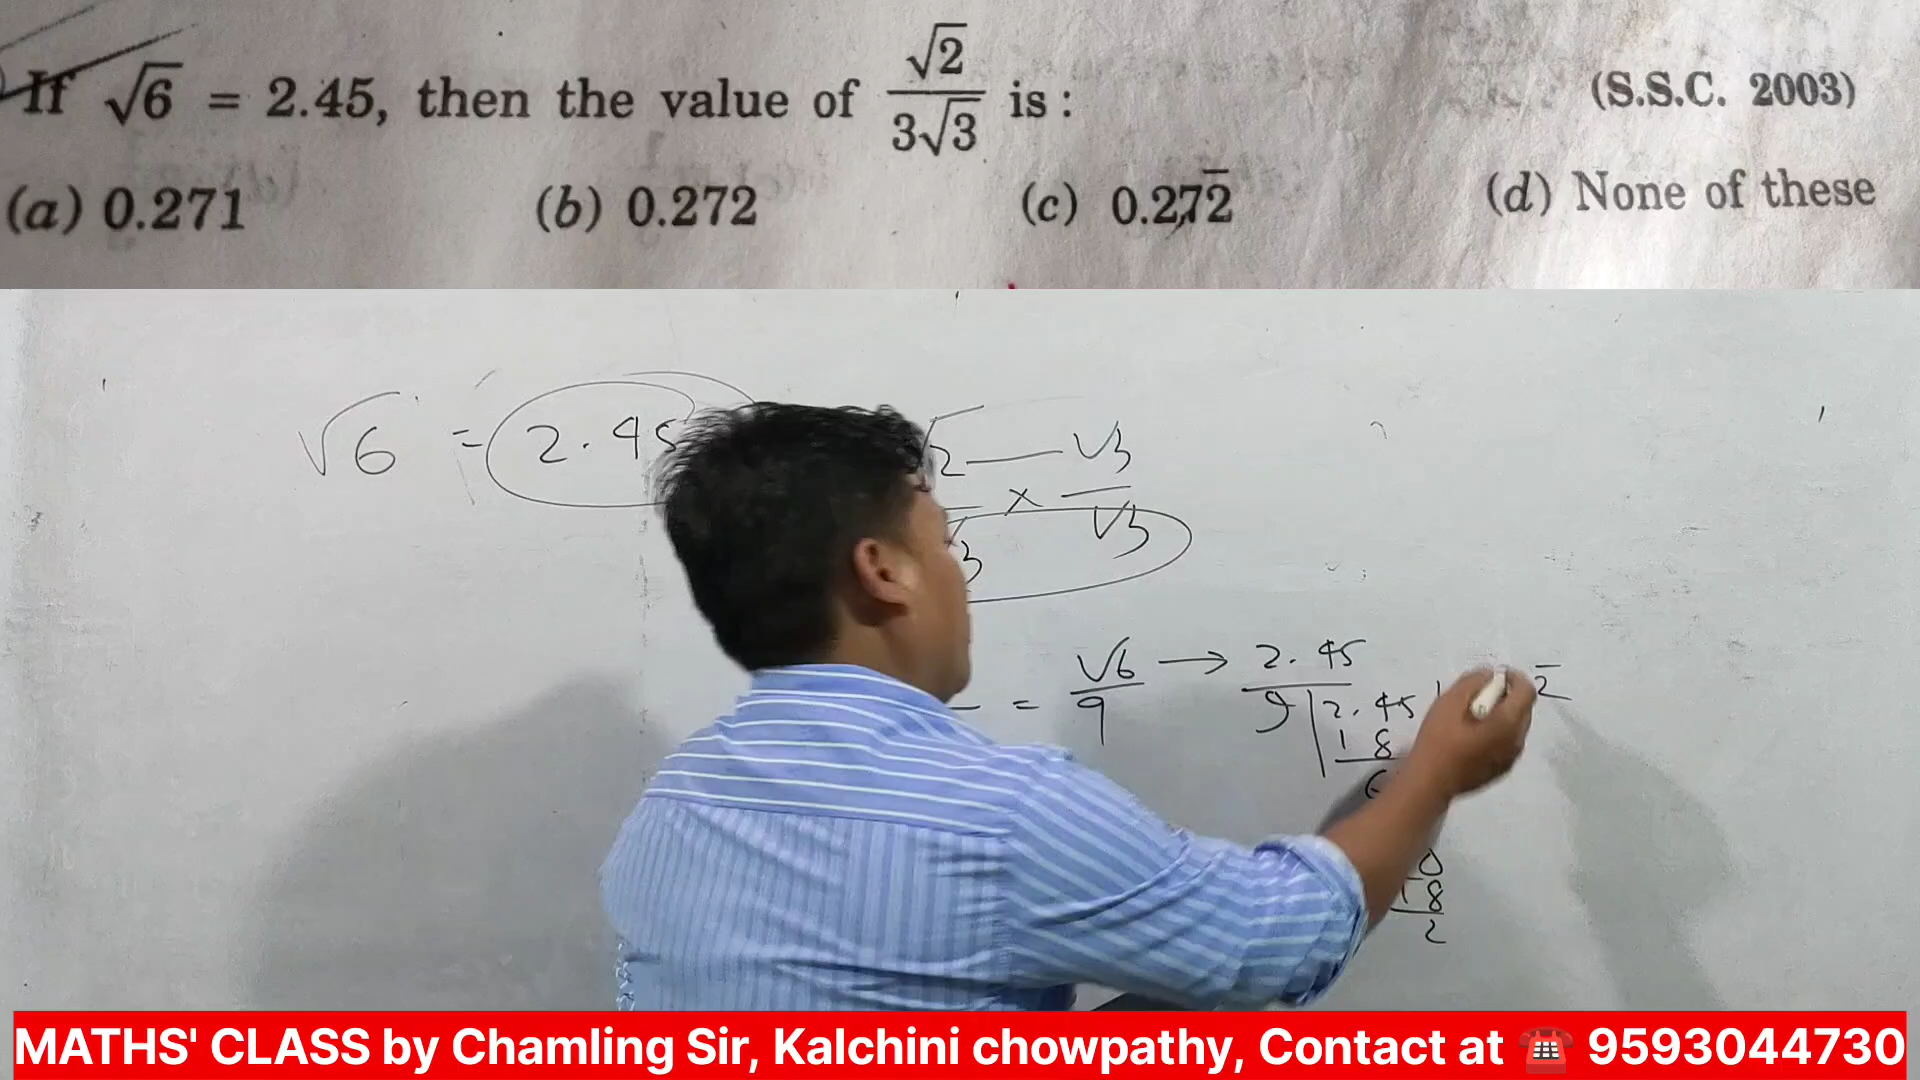 If √6 = 2.45, then the value of √2/3√3 is : (S.S.C. 2003)
(a) 0.271 (b) 0.272 (c) 0.272̅ (d) None of these
√6 = 2.45
√2 × √3/√3
= √6/9 → 2.45/9
2.45
18
0
18
2
MATHS' CLASS by Chamling Sir, Kalchini chowpathy, Contact at ☎ 9593044730